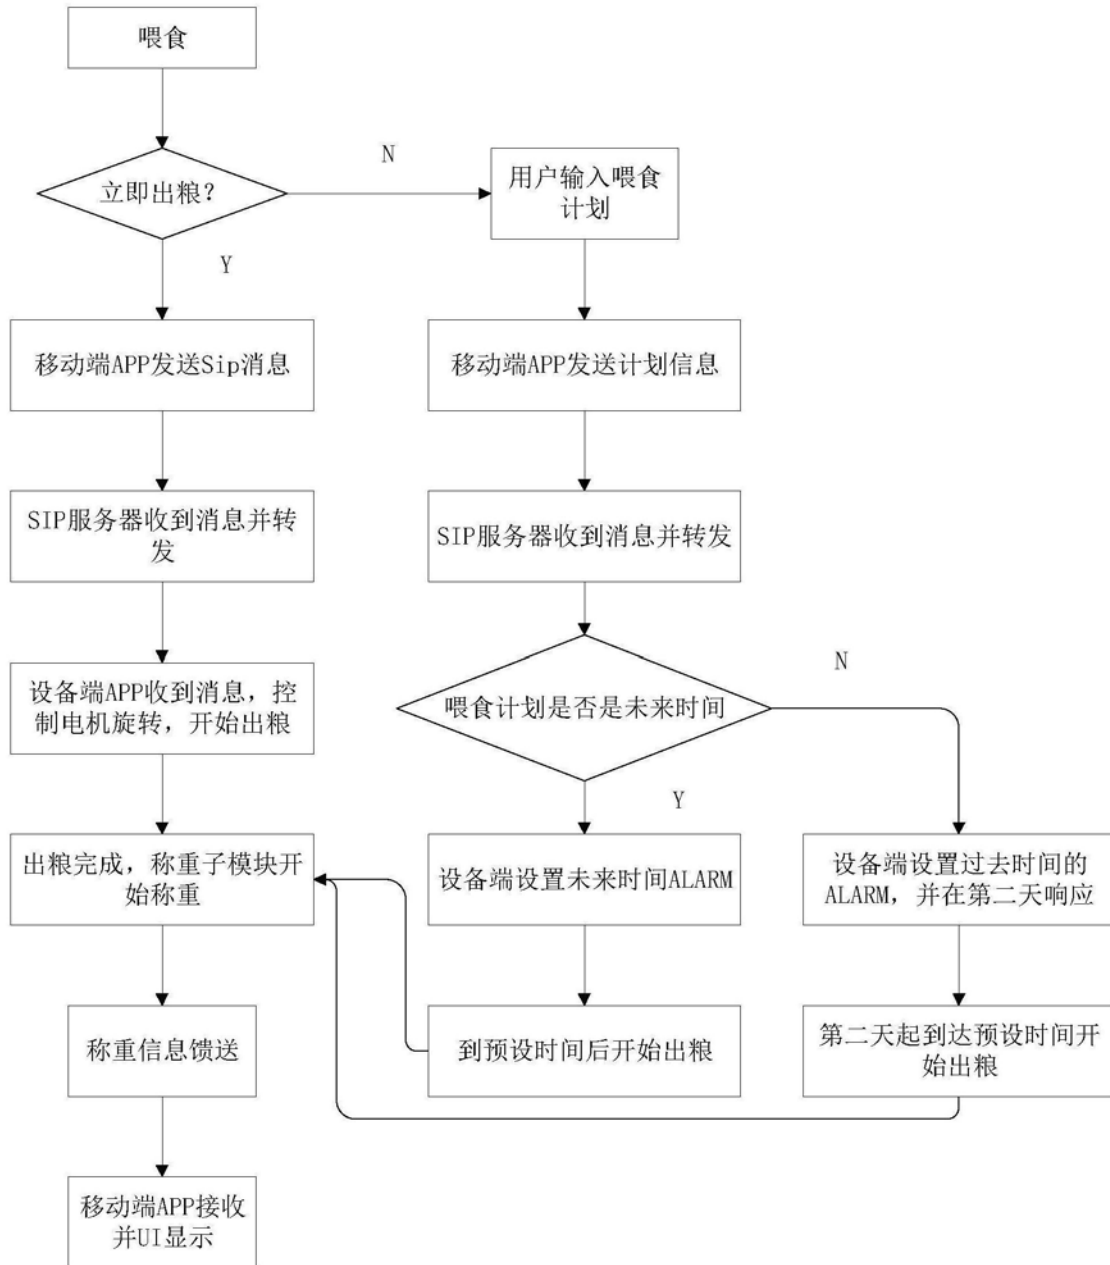 喂食
立即出粮？
N
用户输入喂食
计划
Y
移动端APP发送Sip消息
移动端APP发送计划信息
SIP服务器收到消息并转
发
SIP服务器收到消息并转发
设备端APP收到消息，控
制电机旋转，开始出粮
喂食计划是否是未来时间
N
Y
出粮完成，称重子模块开
始称重
设备端设置未来时间ALARM
设备端设置过去时间的
ALARM，并在第二天响应
称重信息馈送
到预设时间后开始出粮
第二天起到达预设时间开
始出粮
移动端APP接收
并UI显示